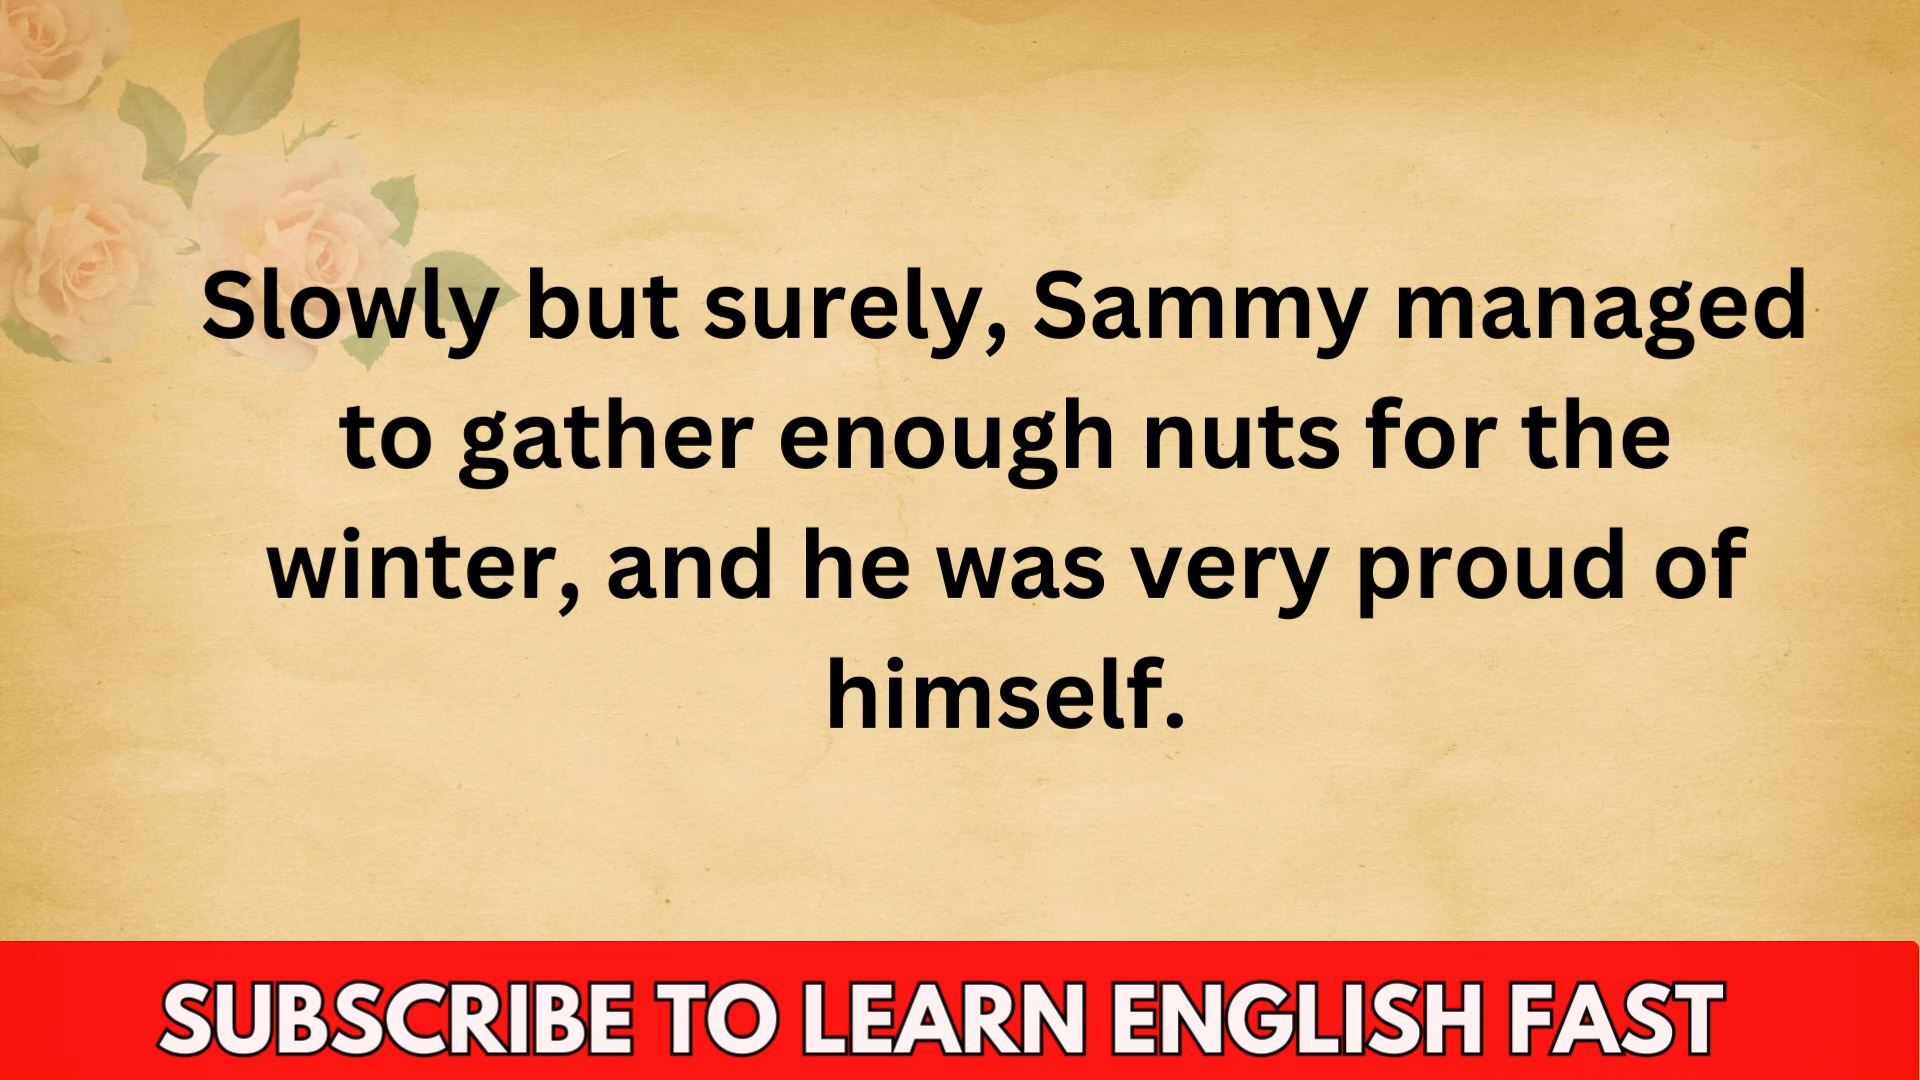 Slowly but surely, Sammy managed
to gather enough nuts for the
winter, and he was very proud of
himself.
SUBSCRIBE TO LEARN ENGLISH FAST